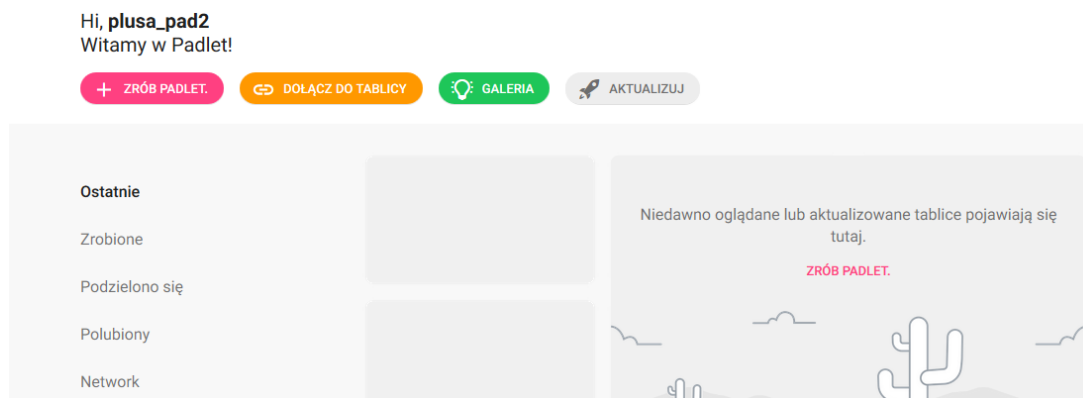 Hi, plusa_pad2
Witamy w Padlet!
ZRÓB PADLET.
DOŁĄCZ DO TABLICY
GALERIA
AKTUALIZUJ
Ostatnie
Zrobione
Podzielono się
Polubiony
Network
Niedawno oglądane lub aktualizowane tablice pojawiają się
tutaj.
ZRÓB PADLET.